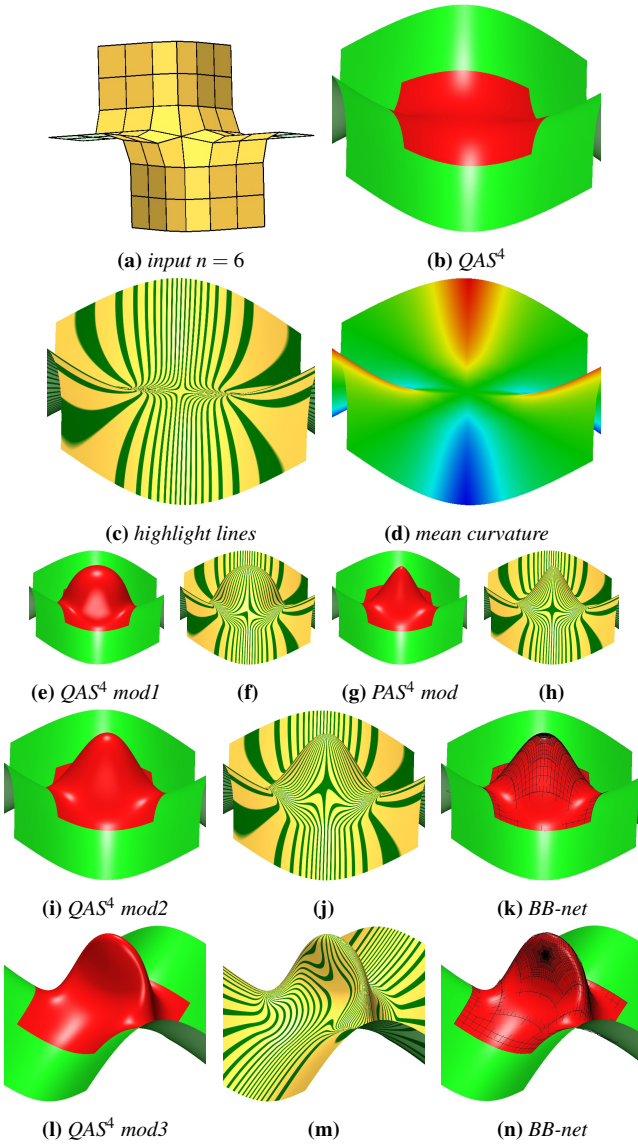 (a) input n = 6
(b) QAS⁴
(c) highlight lines
(d) mean curvature
(e) QAS⁴ mod1
(f)
(g) PAS⁴ mod
(h)
(i) QAS⁴ mod2
(j)
(k) BB-net
(l) QAS⁴ mod3
(m)
(n) BB-net